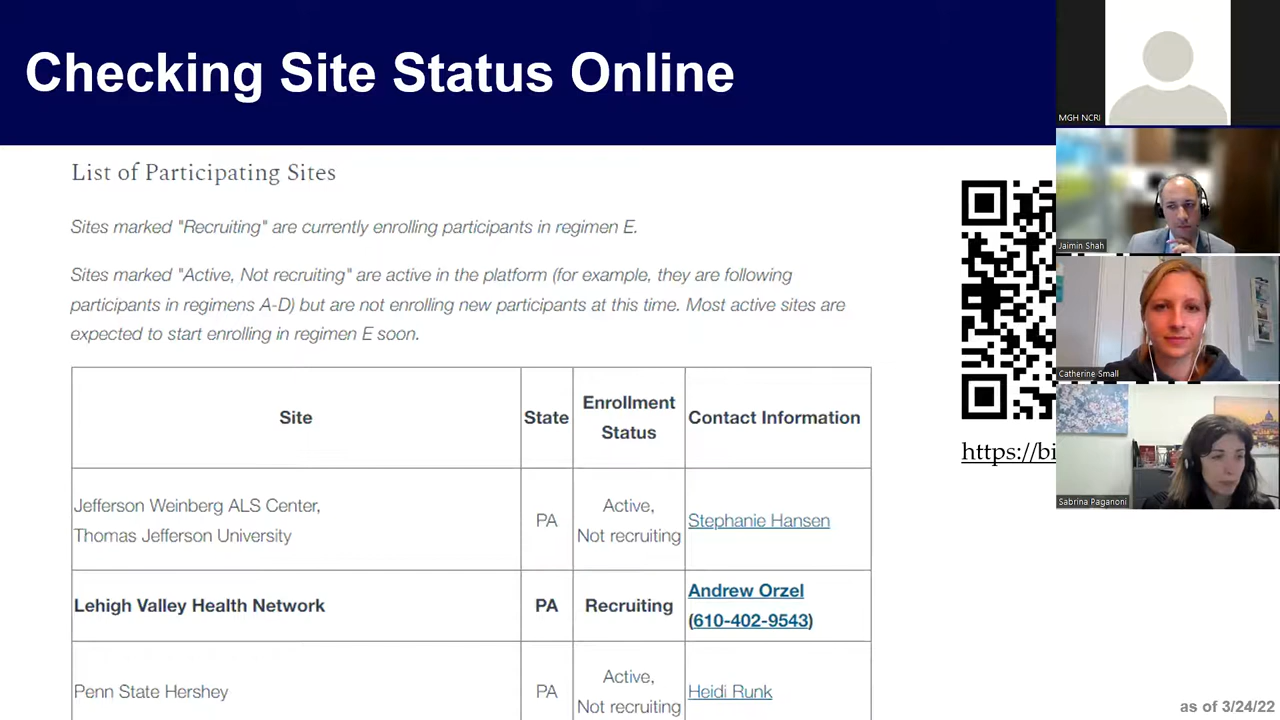 Checking Site Status Online
List of Participating Sites
Sites marked "Recruiting" are currently enrolling participants in regimen E.
Sites marked "Active, Not recruiting" are active in the platform (for example, they are following
participants in regimens A-D) but are not enrolling new participants at this time. Most active sites are
expected to start enrolling in regimen E soon.
Site
State
Enrollment
Status
Contact Information
Jefferson Weinberg ALS Center,
Thomas Jefferson University
PA
Active,
Not recruiting
Stephanie Hansen
Lehigh Valley Health Network
PA
Recruiting
Andrew Orzel
(610-402-9543)
Penn State Hershey
PA
Active,
Not recruiting
Heidi Runk
https://bi
MGH NCRI
Jaimin Shah
Catherine Small
Sabrina Paganoni
as of 3/24/22